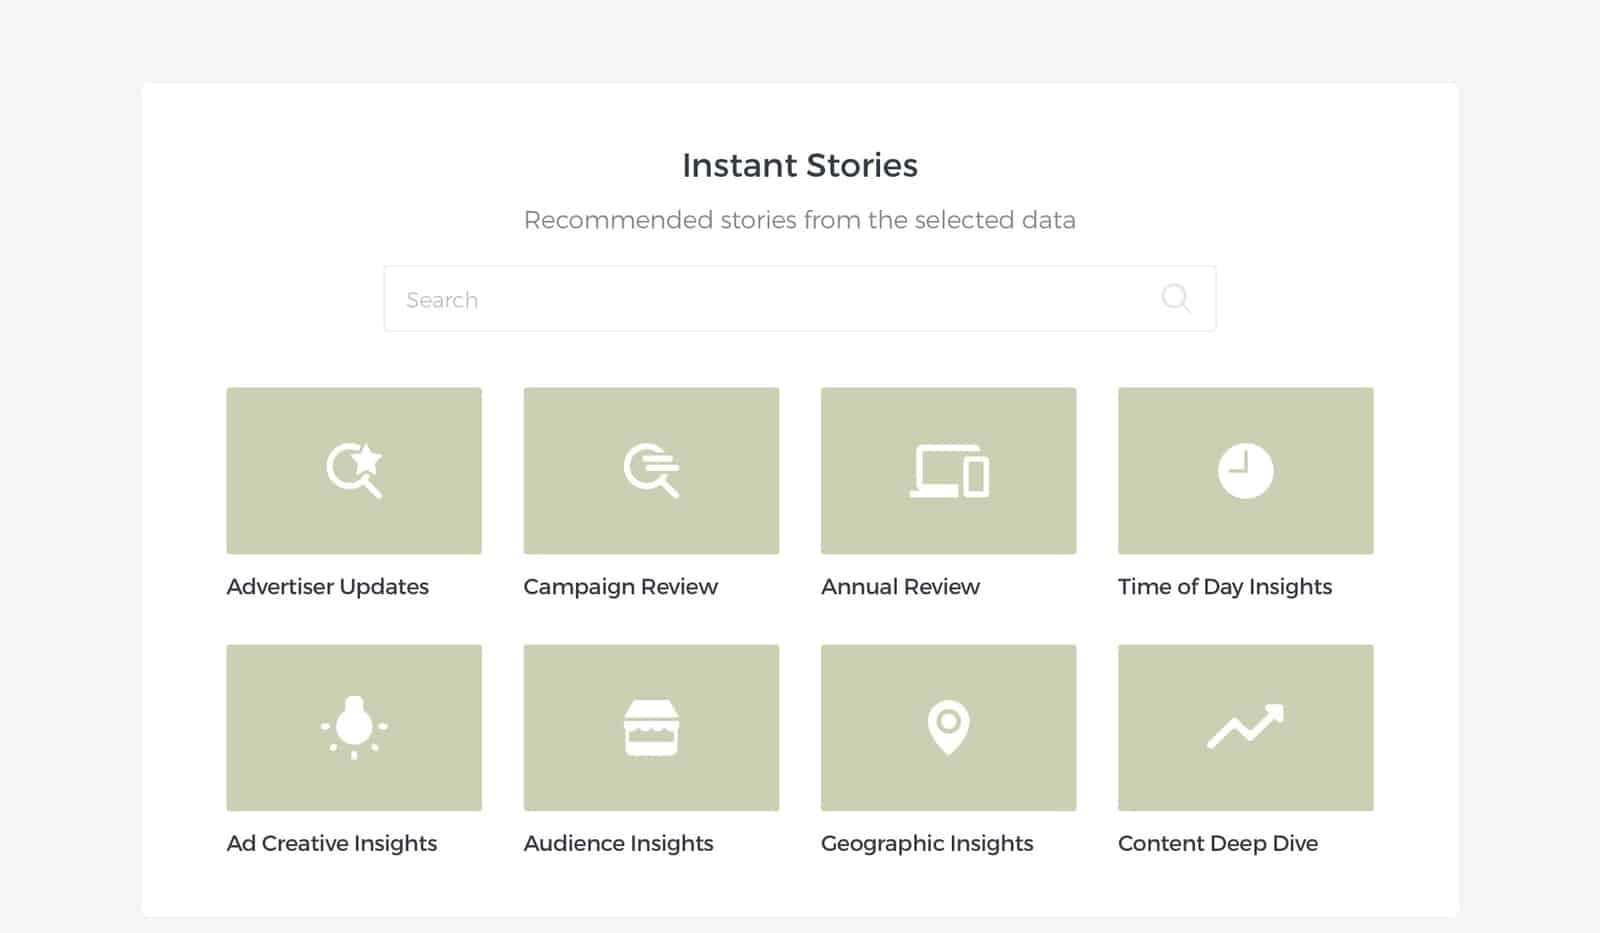 Instant Stories
Recommended stories from the selected data
Search
Advertiser Updates
Campaign Review
Annual Review
Time of Day Insights
Ad Creative Insights
Audience Insights
Geographic Insights
Content Deep Dive